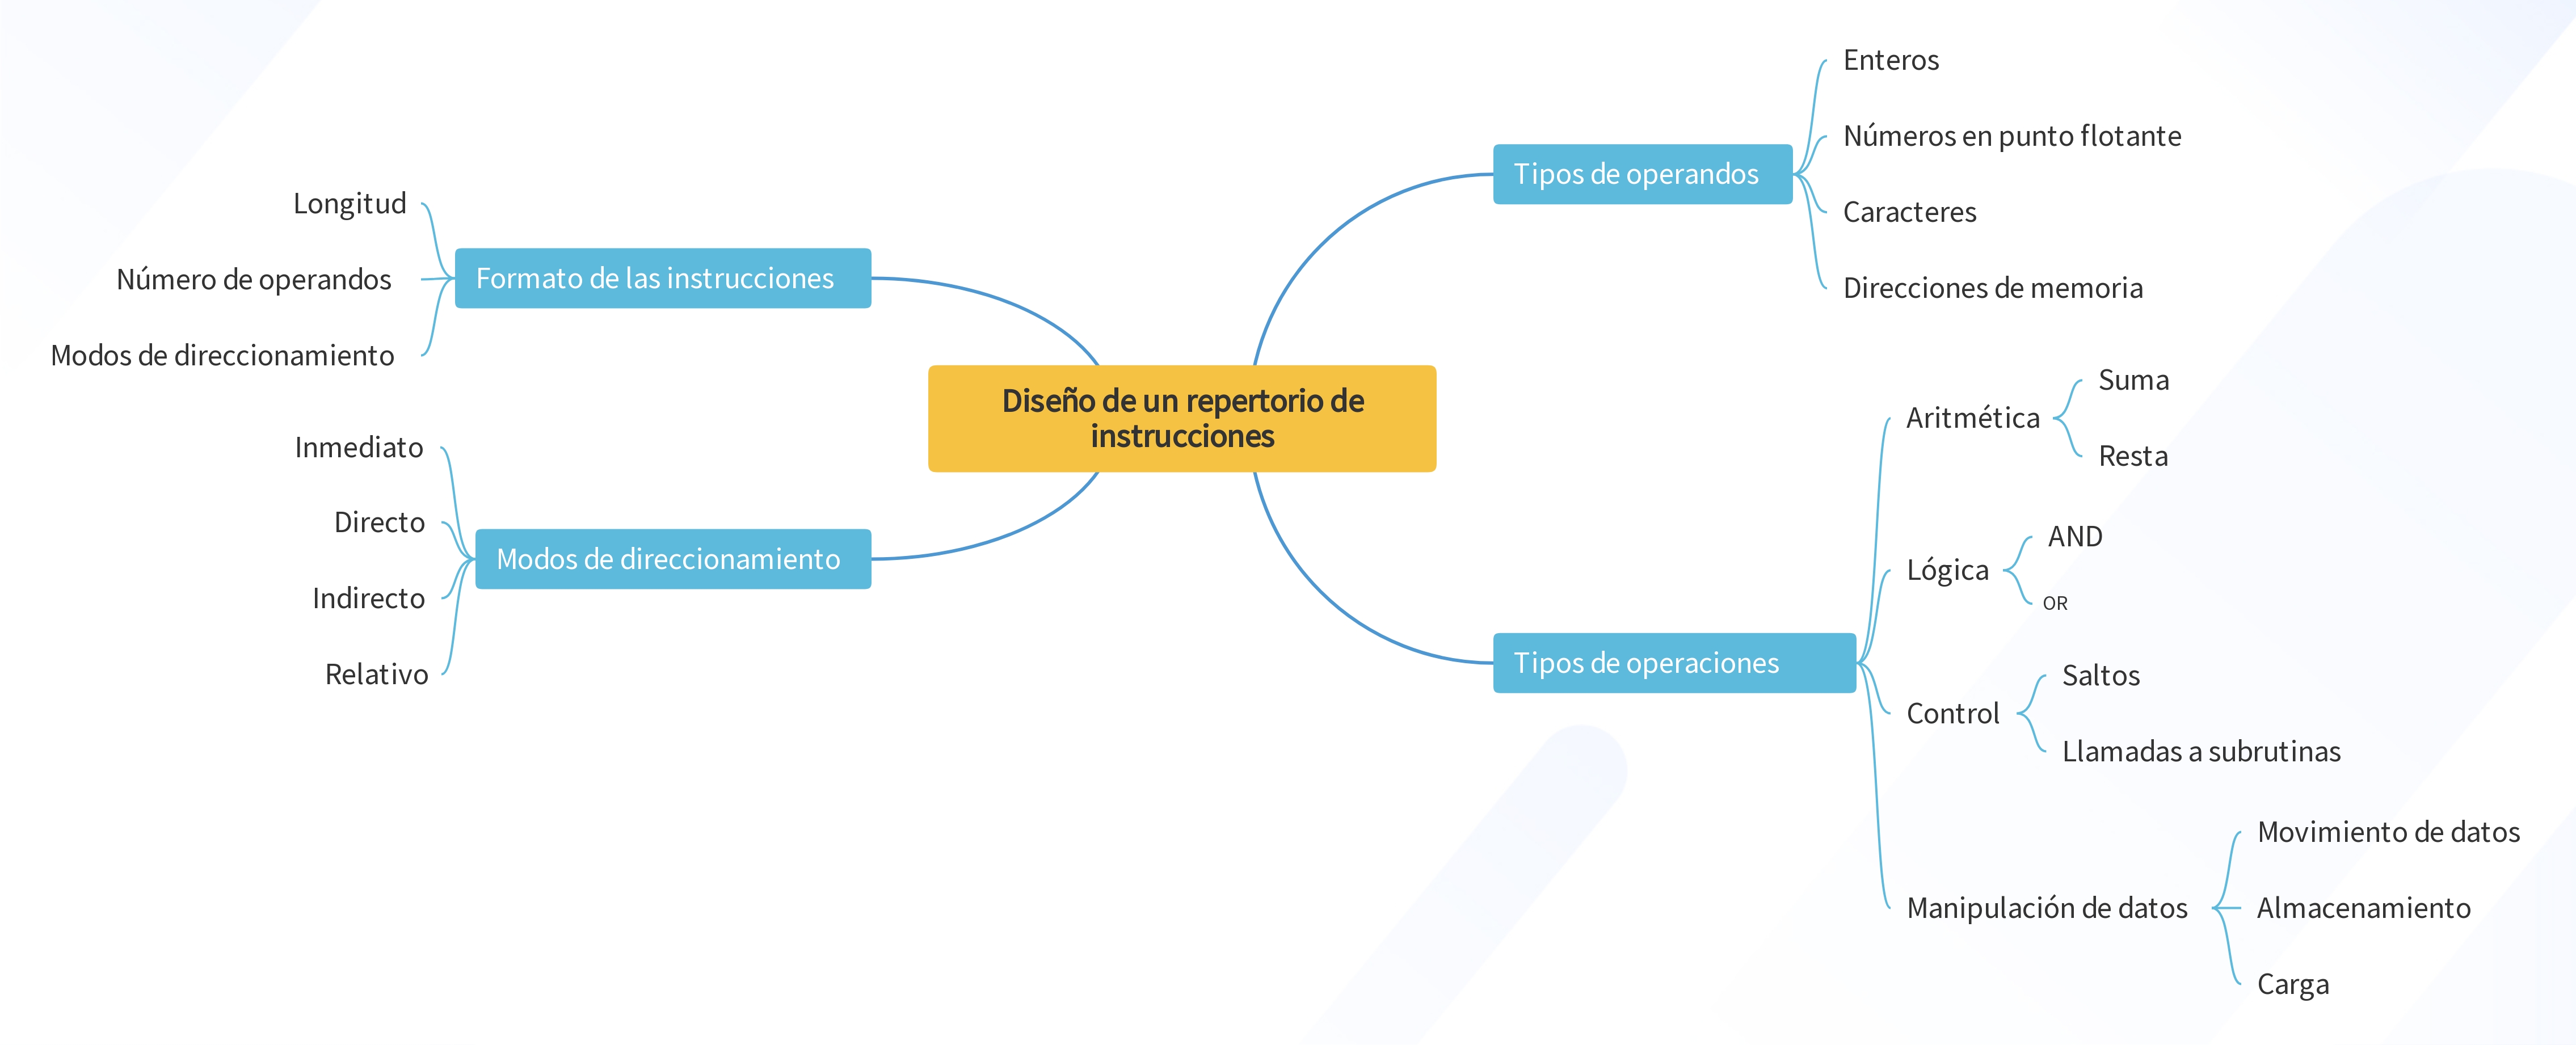 Diseño de un repertorio de
instrucciones
Tipos de operandos
Enteros
Números en punto flotante
Caracteres
Direcciones de memoria
Tipos de operaciones
Aritmética
Suma
Resta
Lógica
AND
OR
Control
Saltos
Llamadas a subrutinas
Manipulación de datos
Movimiento de datos
Almacenamiento
Carga
Formato de las instrucciones
Longitud
Número de operandos
Modos de direccionamiento
Modos de direccionamiento
Inmediato
Directo
Indirecto
Relativo